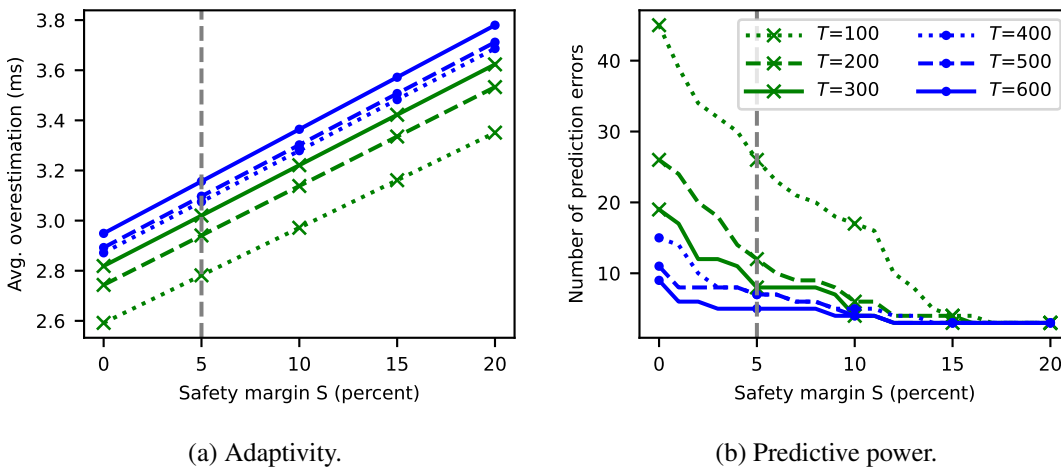 3.8
3.6
3.4
3.2
3.0
2.8
2.6
Avg. overestimation (ms)
0 5 10 15 20
Safety margin S (percent)
(a) Adaptivity.
40
30
20
10
Number of prediction errors
T=100 T=400
T=200 T=500
T=300 T=600
0 5 10 15 20
Safety margin S (percent)
(b) Predictive power.